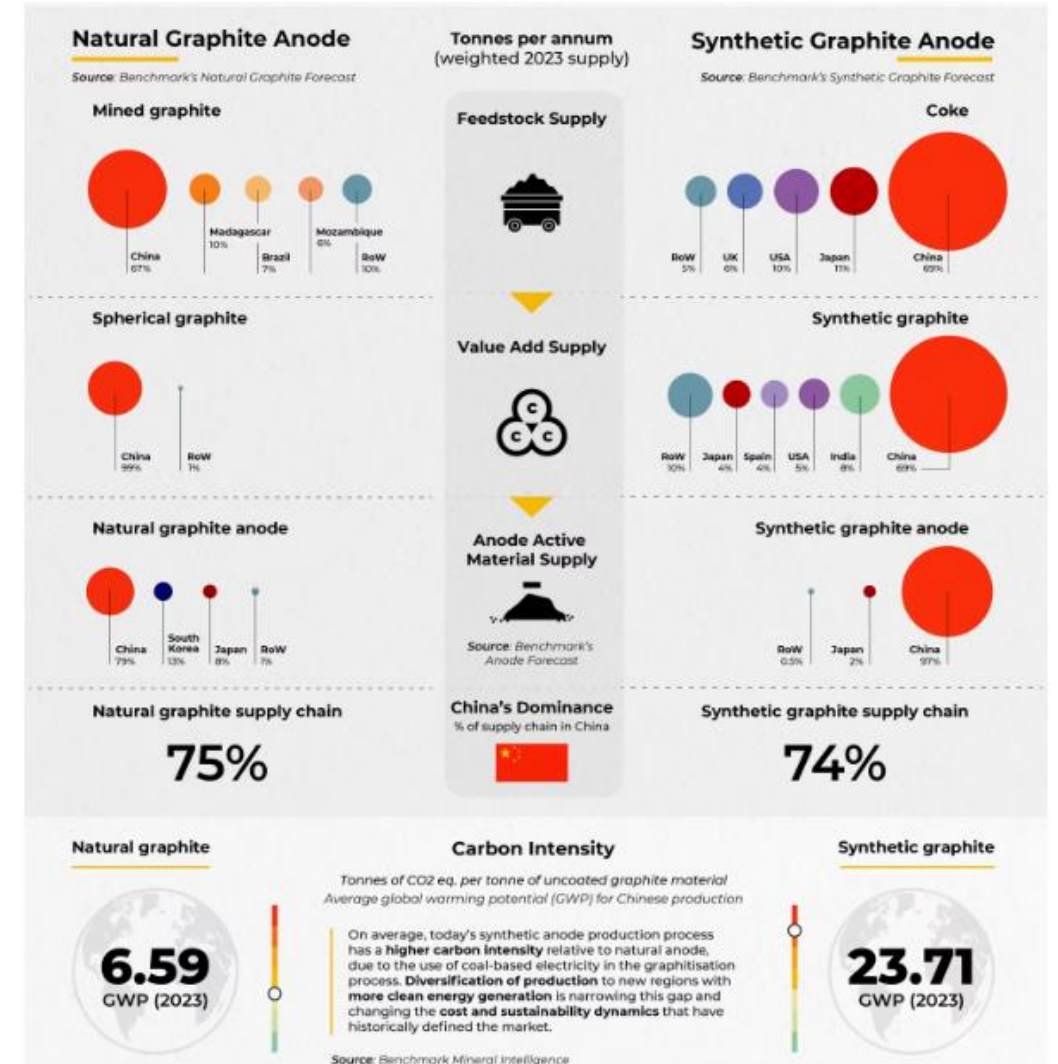 Natural Graphite Anode
Source: Benchmark's Natural Graphite Forecast
Tonnes per annum
(weighted 2023 supply)
Synthetic Graphite Anode
Source: Benchmark's Synthetic Graphite Forecast
Mined graphite
Feedstock Supply
Coke
Madagascar
10%
Mozambique
6%
China
67%
Brazil
7%
RoW
10%
RoW
5%
UK
6%
USA
10%
Japan
11%
China
69%
Spherical graphite
Value Add Supply
Synthetic graphite
C
C C
China
99%
RoW
1%
RoW
10%
Japan
4%
Spain
4%
USA
5%
India
8%
China
69%
Natural graphite anode
Anode Active
Material Supply
Synthetic graphite anode
Source: Benchmark's
Anode Forecast
China
79%
South
Korea
13%
Japan
8%
RoW
1%
RoW
0.5%
Japan
2%
China
97%
Natural graphite supply chain
75%
China's Dominance
% of supply chain in China
Synthetic graphite supply chain
74%
Natural graphite
6.59
GWP (2023)
Carbon Intensity
Tonnes of CO2 eq. per tonne of uncoated graphite material
Average global warming potential (GWP) for Chinese production
On average, today's synthetic anode production process
has a higher carbon intensity relative to natural anode,
due to the use of coal-based electricity in the graphitisation
process. Diversification of production to new regions with
more clean energy generation is narrowing this gap and
changing the cost and sustainability dynamics that have
historically defined the market.
Source: Benchmark Mineral Intelligence
Synthetic graphite
23.71
GWP (2023)